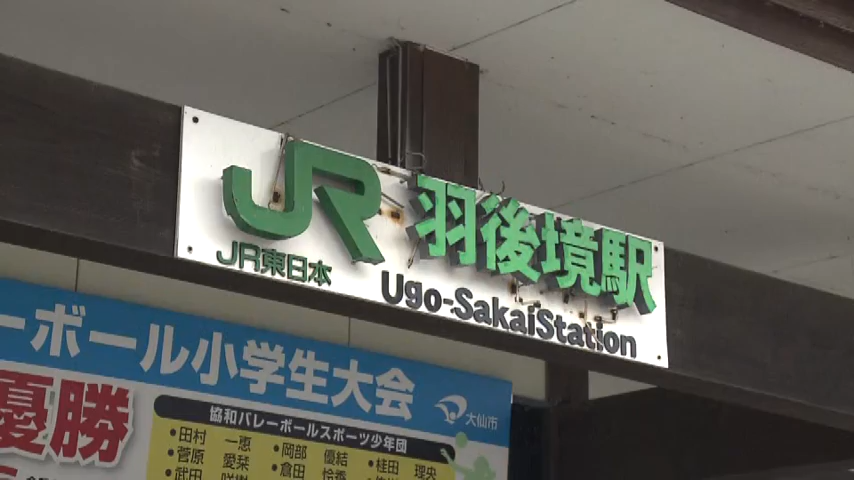 JR 羽後境駅
JR東日本
Ugo-SakaiStation
ーボール小学生大会
優勝
大仙市
協和バレーボールスポーツ少年団
・田村 一恵 ・岡部 優結 ・桂田 理央
・菅原 愛栞 ・倉田
・武田